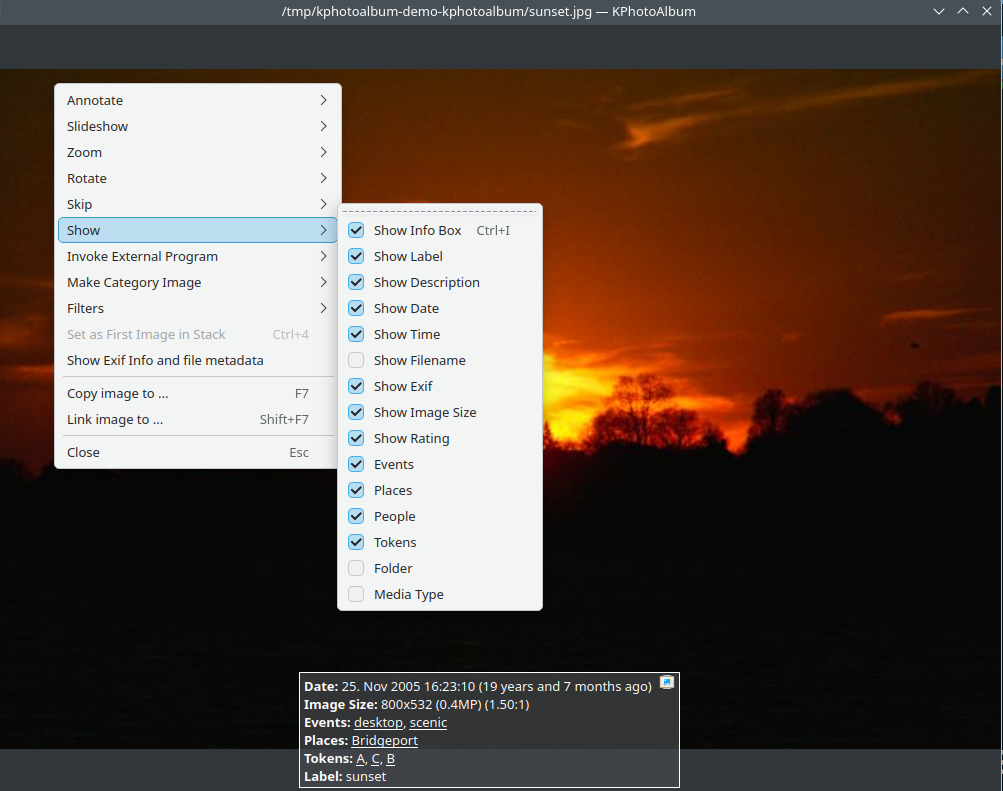 /tmp/kphotoalbum-demo-kphotoalbum/sunset.jpg — KPhotoAlbum
Annotate
Slideshow
Zoom
Rotate
Skip
Show
Invoke External Program
Make Category Image
Filters
Set as First Image in Stack Ctrl+4
Show Exif Info and file metadata
Copy image to ... F7
Link image to ... Shift+F7
Close Esc
Show Info Box Ctrl+I
Show Label
Show Description
Show Date
Show Time
Show Filename
Show Exif
Show Image Size
Show Rating
Events
Places
People
Tokens
Folder
Media Type
Date: 25. Nov 2005 16:23:10 (19 years and 7 months ago)
Image Size: 800x532 (0.4MP) (1.50:1)
Events: desktop, scenic
Places: Bridgeport
Tokens: A, C, B
Label: sunset